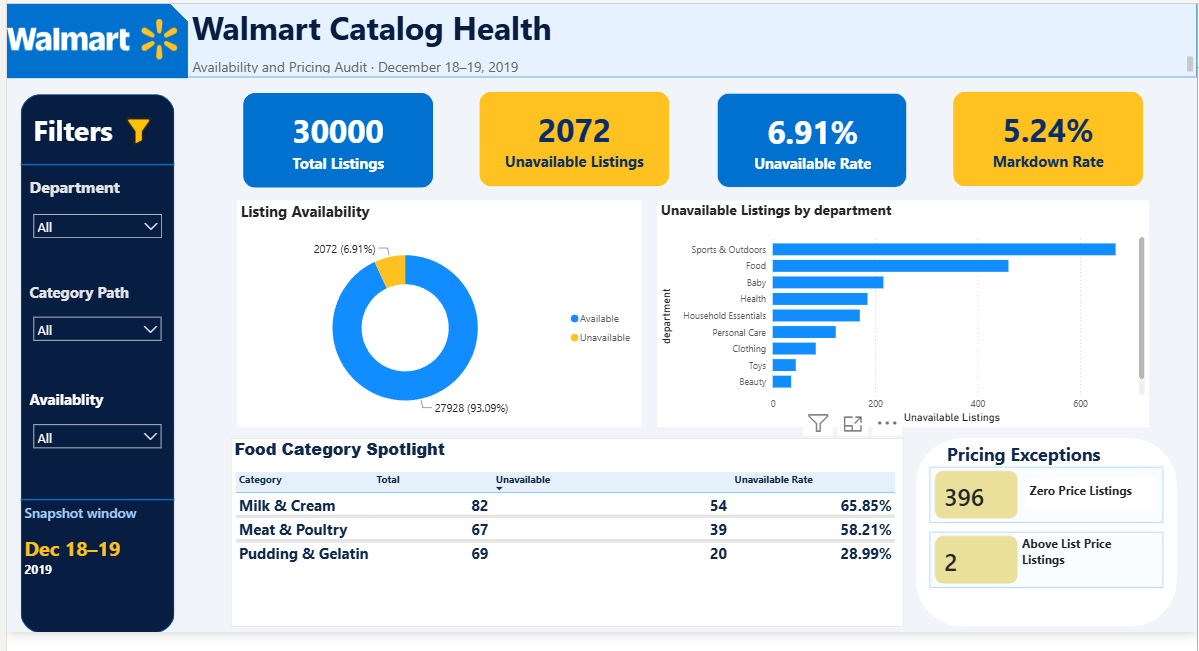 Walmart
Walmart Catalog Health
Availability and Pricing Audit · December 18–19, 2019
Filters
Department
All
Category Path
All
Availablity
All
Snapshot window
Dec 18–19
2019
30000
Total Listings
2072
Unavailable Listings
6.91%
Unavailable Rate
5.24%
Markdown Rate
Listing Availability
2072 (6.91%)
27928 (93.09%)
Available
Unavailable
Unavailable Listings by department
department
Sports & Outdoors
Food
Baby
Health
Household Essentials
Personal Care
Clothing
Toys
Beauty
0 200 400 600
Unavailable Listings
Food Category Spotlight
Category Total Unavailable Unavailable Rate
Milk & Cream 82 54 65.85%
Meat & Poultry 67 39 58.21%
Pudding & Gelatin 69 20 28.99%
Pricing Exceptions
396 Zero Price Listings
2 Above List Price
Listings